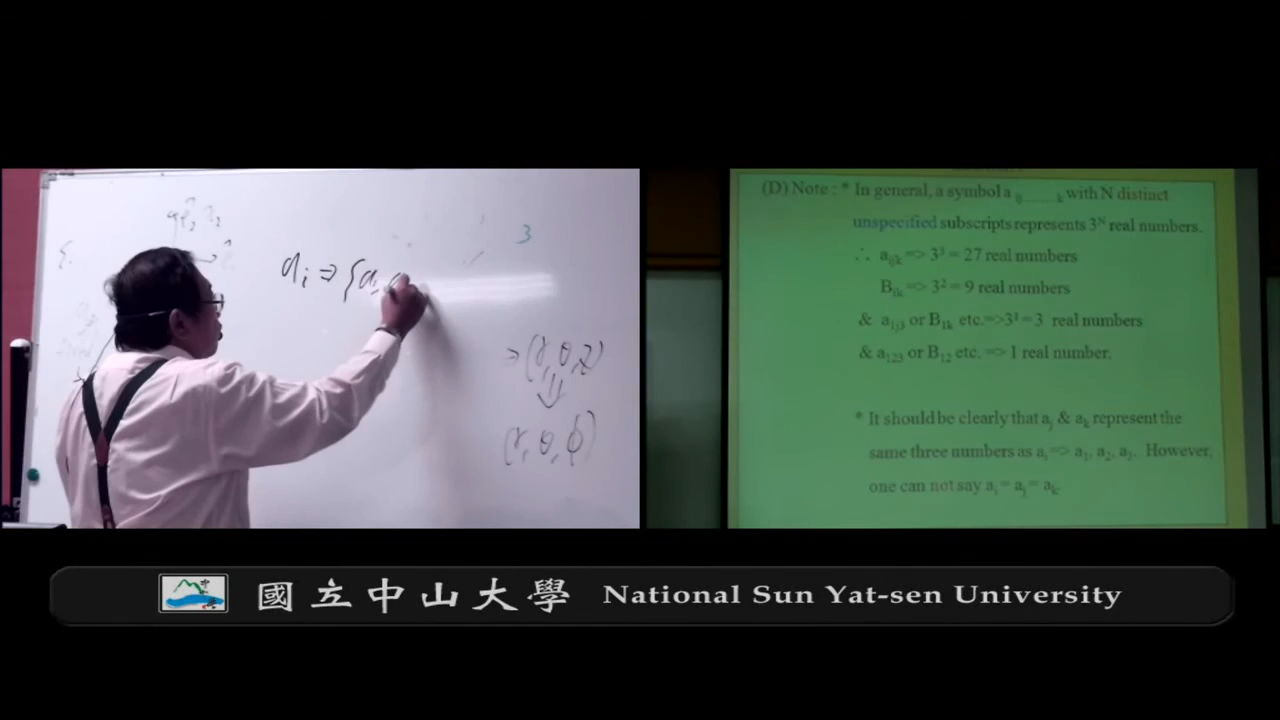 a_i ⇒ {a_1
3
⇒ (r, θ, z)
⇓
(r, θ, ϕ)
(D) Note : * In general, a symbol a_ij............k with N distinct
unspecified subscripts represents 3^N real numbers.
∴ a_ijk => 3^3 = 27 real numbers
B_ik => 3^2 = 9 real numbers
& a_1j3 or B_1k etc.=>3^1 = 3 real numbers
& a_123 or B_12 etc. => 1 real number.
* It should be clearly that a_j & a_k represent the
same three numbers as a_i => a_1, a_2, a_3. However,
one can not say a_i = a_j = a_k
國立中山大學 National Sun Yat-sen University